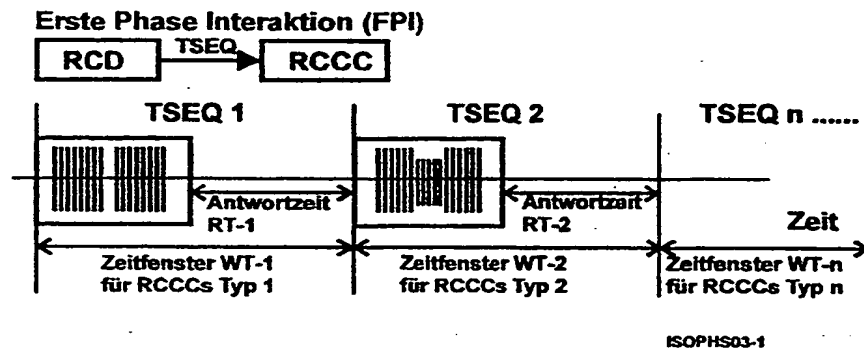 Erste Phase Interaktion (FPI)
RCD
TSEQ
RCCC
TSEQ 1
TSEQ 2
TSEQ n ......
Antwortzeit
RT-1
Antwortzeit
RT-2
Zeit
Zeitfenster WT-1
für RCCCs Typ 1
Zeitfenster WT-2
für RCCCs Typ 2
Zeitfenster WT-n
für RCCCs Typ n
ISOPHS03-1